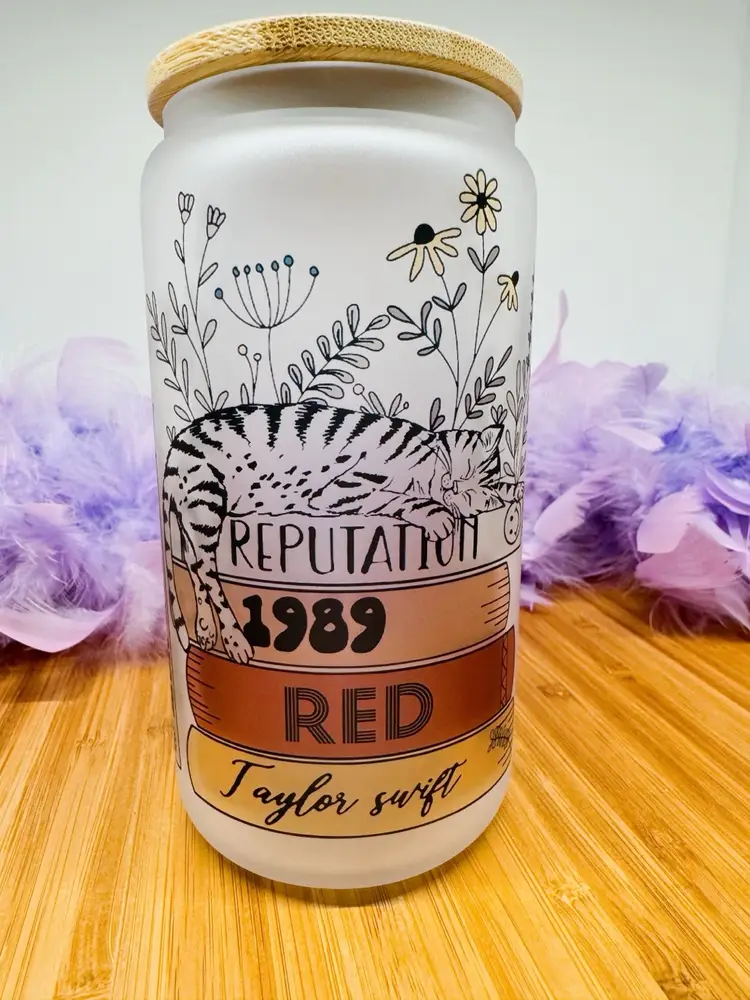 REPUTATION
1989
RED
Taylor swift